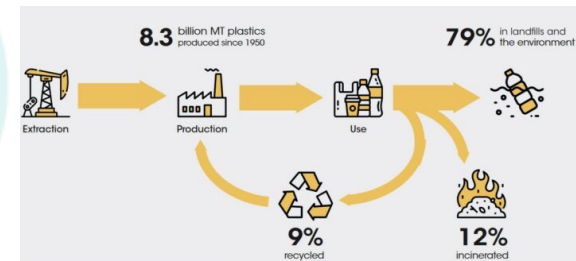 8.3 billion MT plastics
produced since 1950
79% in landfills and
the environment
Extraction
Production
Use
9%
recycled
12%
incinerated